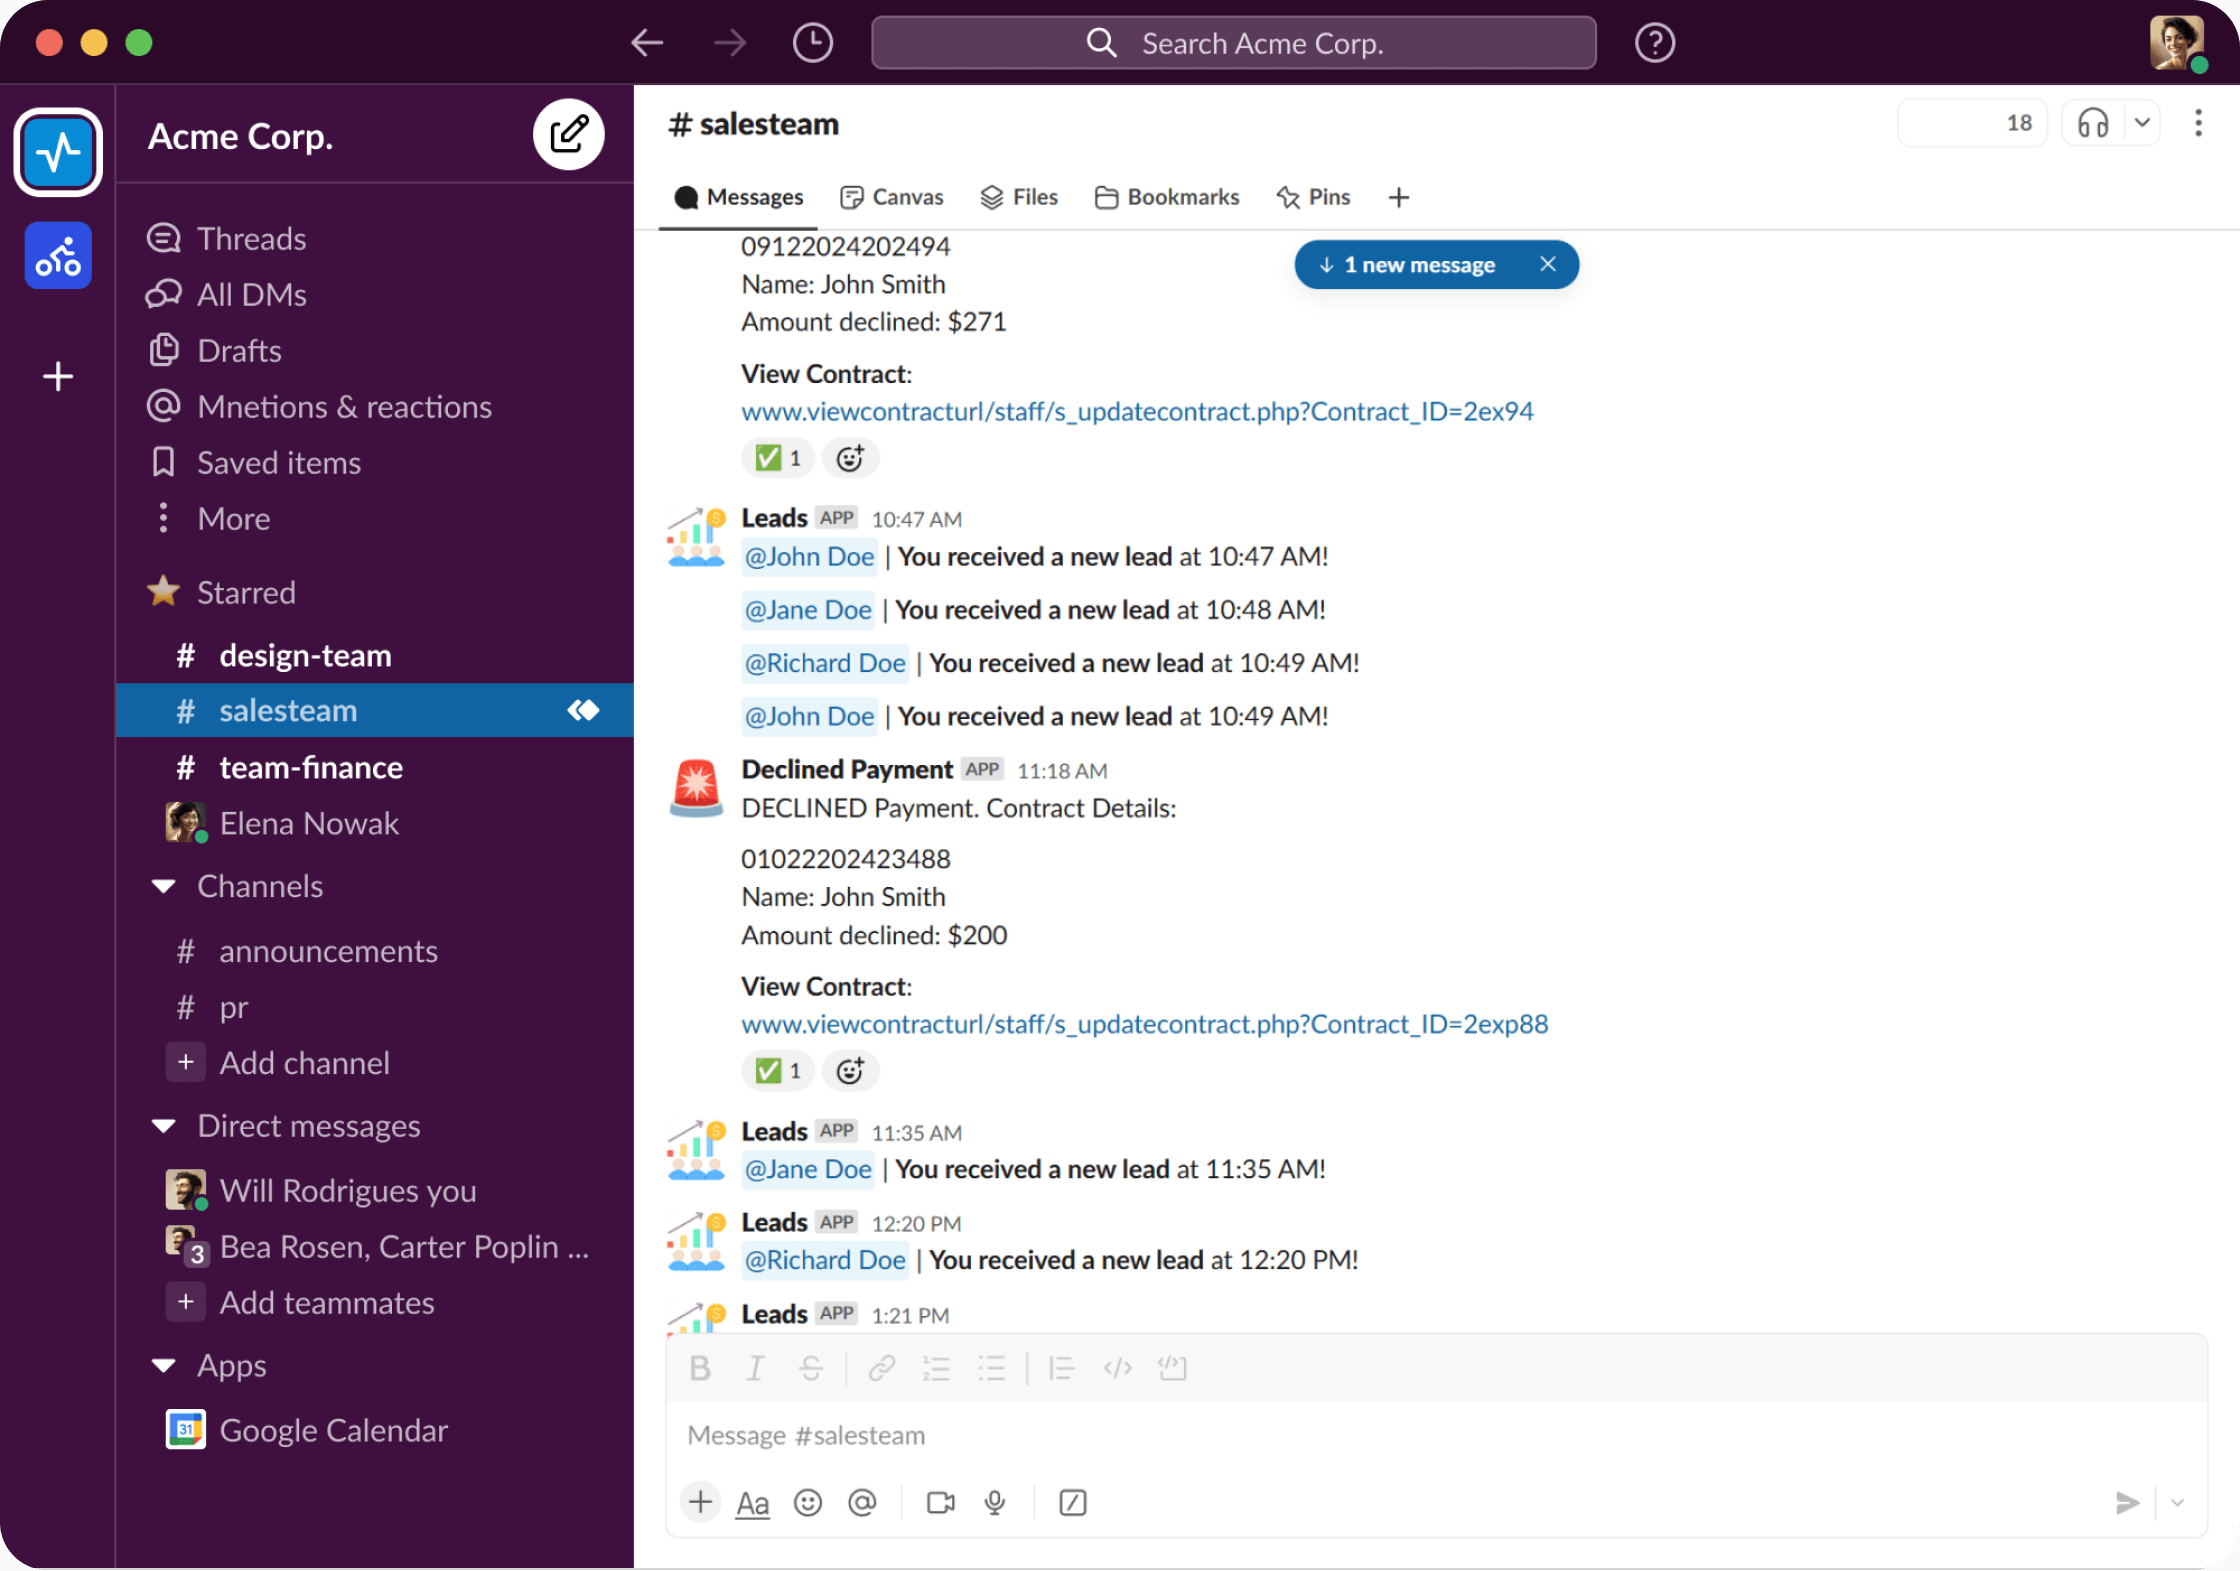 Search Acme Corp.
Acme Corp.
Threads
All DMs
Drafts
Mnetions & reactions
Saved items
More
Starred
# design-team
# salesteam
# team-finance
Elena Nowak
Channels
# announcements
# pr
+ Add channel
Direct messages
Will Rodrigues you
3 Bea Rosen, Carter Poplin ...
+ Add teammates
Apps
31 Google Calendar
# salesteam
18
Messages Canvas Files Bookmarks Pins +
1 new message
09122024202494
Name: John Smith
Amount declined: $271
View Contract:
www.viewcontracturl/staff/s_updatecontract.php?Contract_ID=2ex94
1
Leads APP 10:47 AM
@John Doe | You received a new lead at 10:47 AM!
@Jane Doe | You received a new lead at 10:48 AM!
@Richard Doe | You received a new lead at 10:49 AM!
@John Doe | You received a new lead at 10:49 AM!
Declined Payment APP 11:18 AM
DECLINED Payment. Contract Details:
01022202423488
Name: John Smith
Amount declined: $200
View Contract:
www.viewcontracturl/staff/s_updatecontract.php?Contract_ID=2exp88
1
Leads APP 11:35 AM
@Jane Doe | You received a new lead at 11:35 AM!
Leads APP 12:20 PM
@Richard Doe | You received a new lead at 12:20 PM!
Leads APP 1:21 PM
B I S
Message #salesteam
Aa